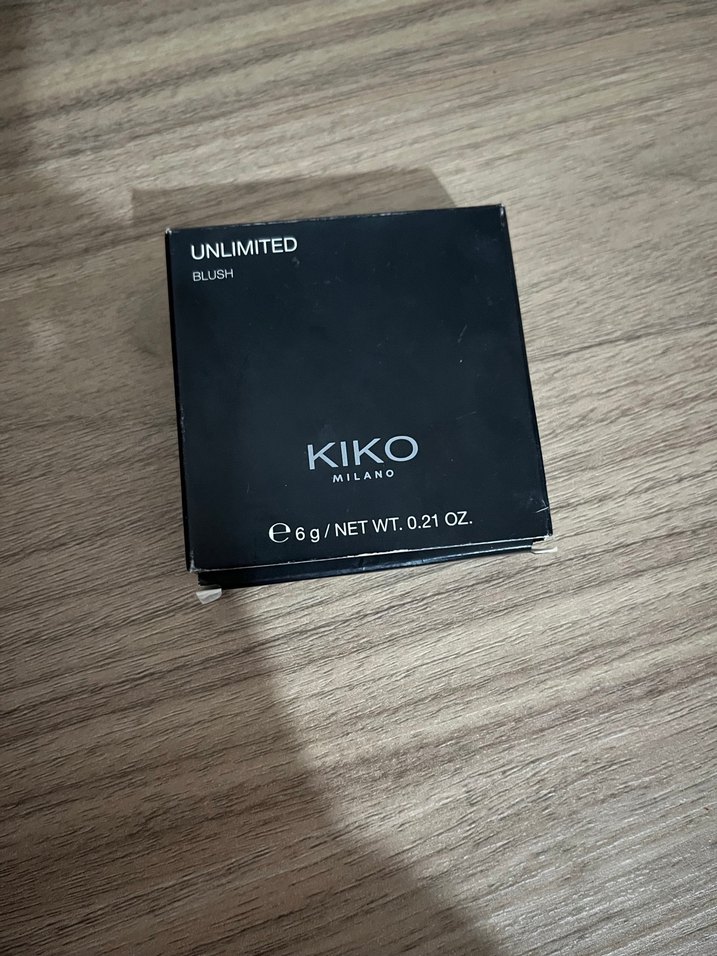 UNLIMITED
BLUSH
KIKO
MILANO
℮ 6 g / NET WT. 0.21 OZ.